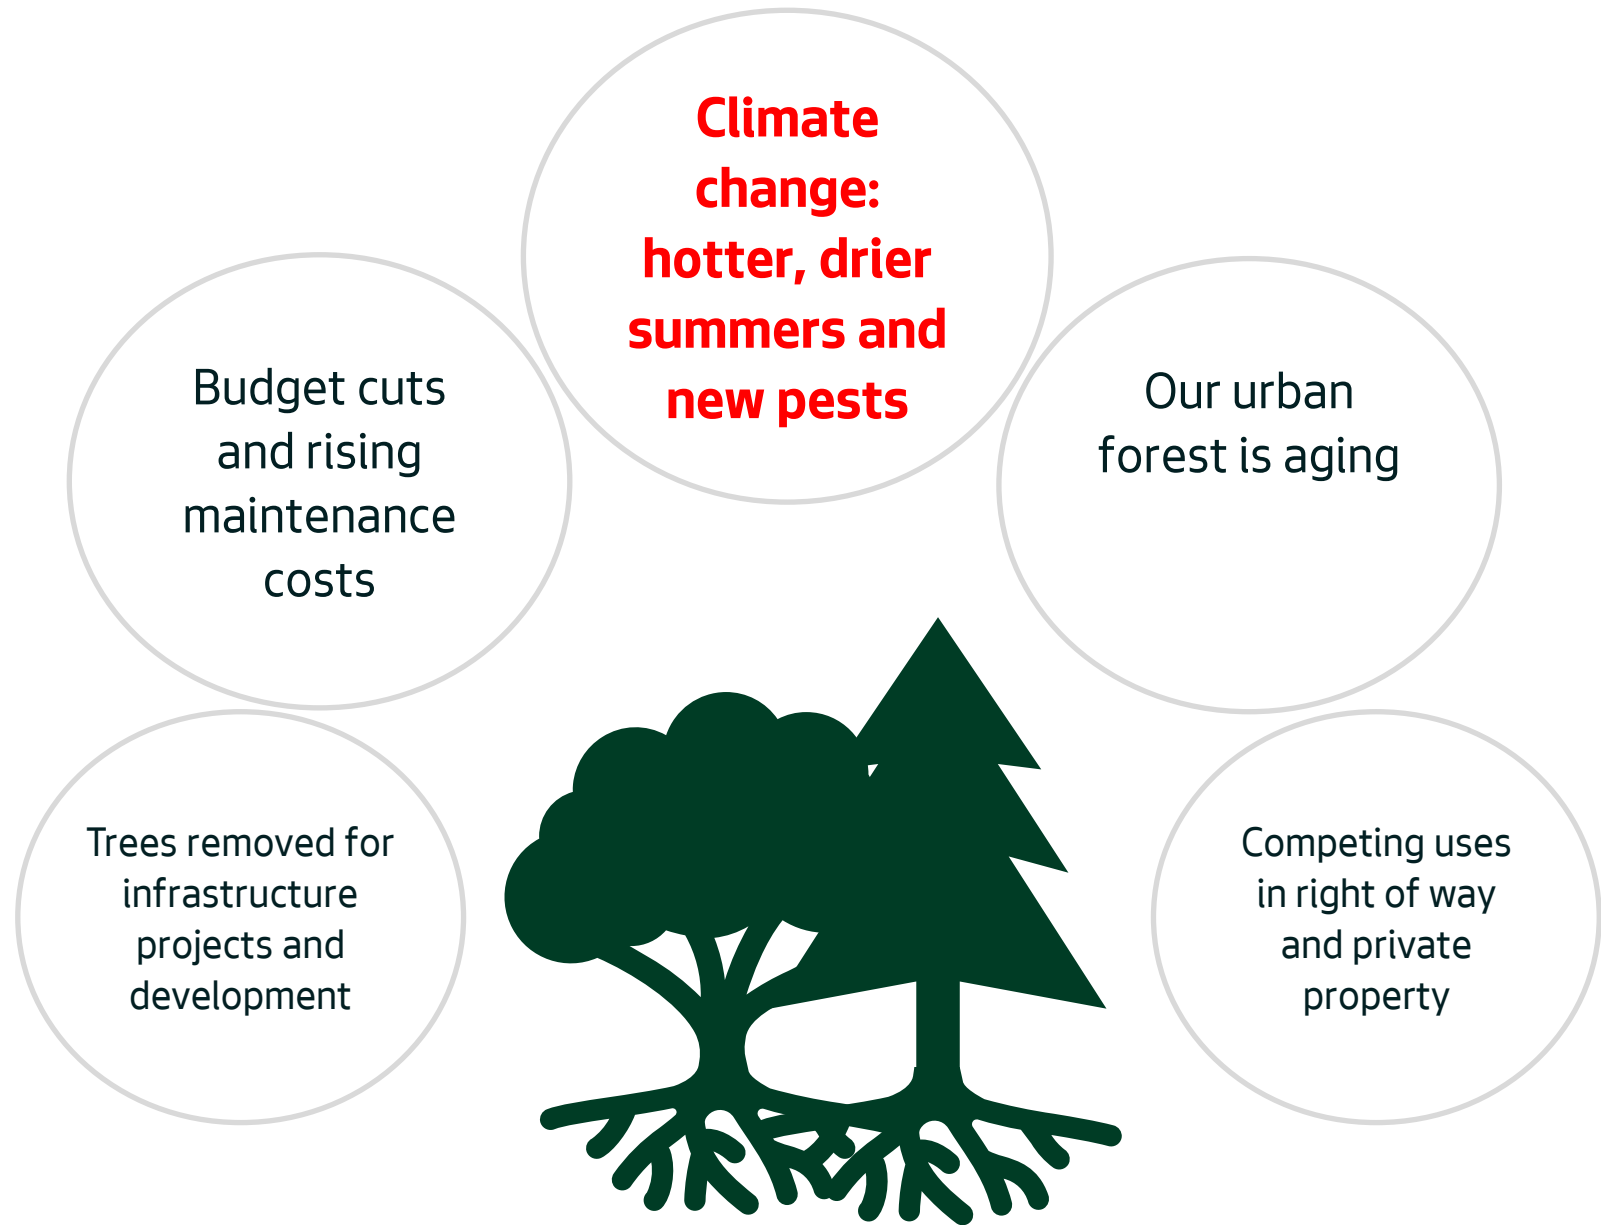 Climate
change:
hotter, drier
summers and
new pests
Budget cuts
and rising
maintenance
costs
Our urban
forest is aging
Trees removed for
infrastructure
projects and
development
Competing uses
in right of way
and private
property